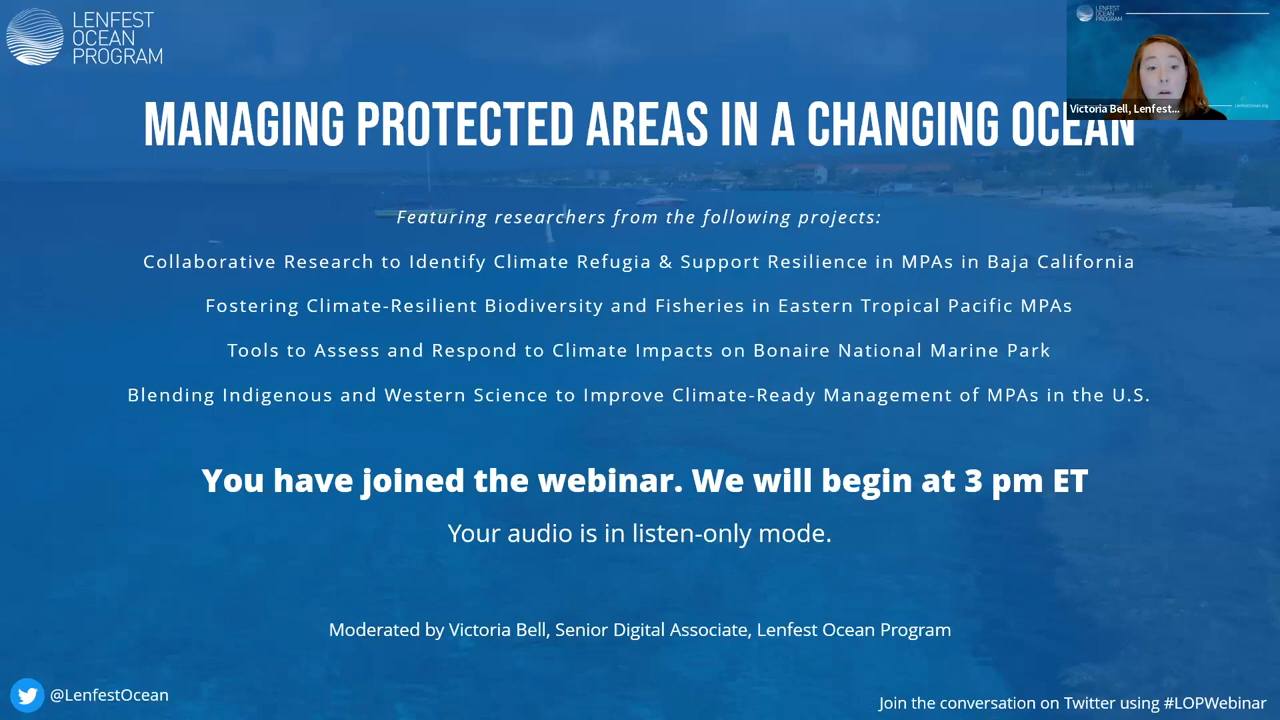 LENFEST
OCEAN
PROGRAM
LENFEST
OCEAN
PROGRAM
Victoria Bell, Lenfest...
MANAGING PROTECTED AREAS IN A CHANGING OCEAN
Featuring researchers from the following projects:
Collaborative Research to Identify Climate Refugia & Support Resilience in MPAs in Baja California
Fostering Climate-Resilient Biodiversity and Fisheries in Eastern Tropical Pacific MPAs
Tools to Assess and Respond to Climate Impacts on Bonaire National Marine Park
Blending Indigenous and Western Science to Improve Climate-Ready Management of MPAs in the U.S.
You have joined the webinar. We will begin at 3 pm ET
Your audio is in listen-only mode.
Moderated by Victoria Bell, Senior Digital Associate, Lenfest Ocean Program
@LenfestOcean
Join the conversation on Twitter using #LOPWebinar